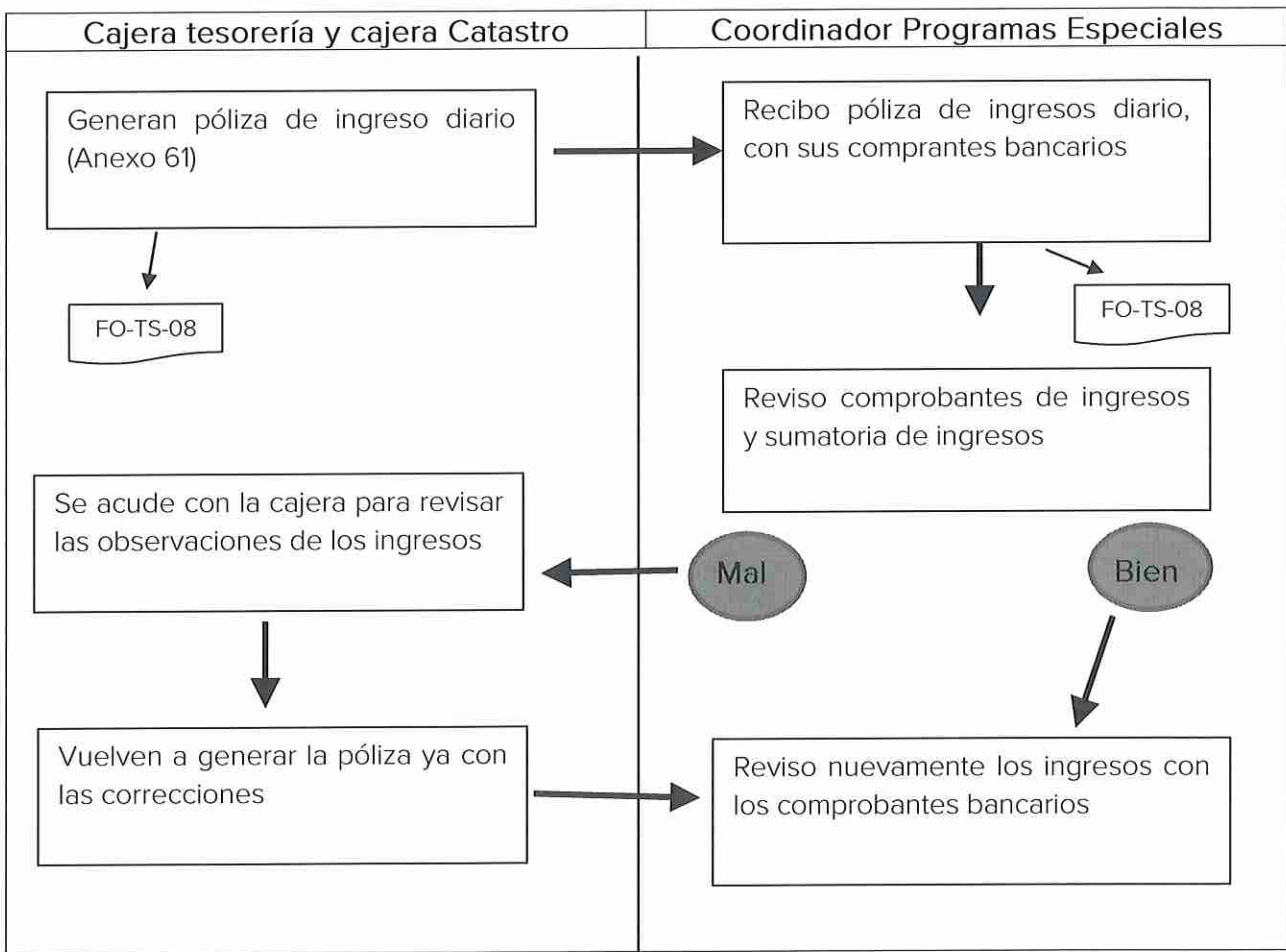 Cajera tesorería y cajera Catastro
Coordinador Programas Especiales
Generan póliza de ingreso diario
(Anexo 61)
Recibo póliza de ingresos diario,
con sus comprantes bancarios
FO-TS-08
FO-TS-08
Reviso comprobantes de ingresos
y sumatoria de ingresos
Se acude con la cajera para revisar
las observaciones de los ingresos
Mal
Bien
Vuelven a generar la póliza ya con
las correcciones
Reviso nuevamente los ingresos con
los comprobantes bancarios